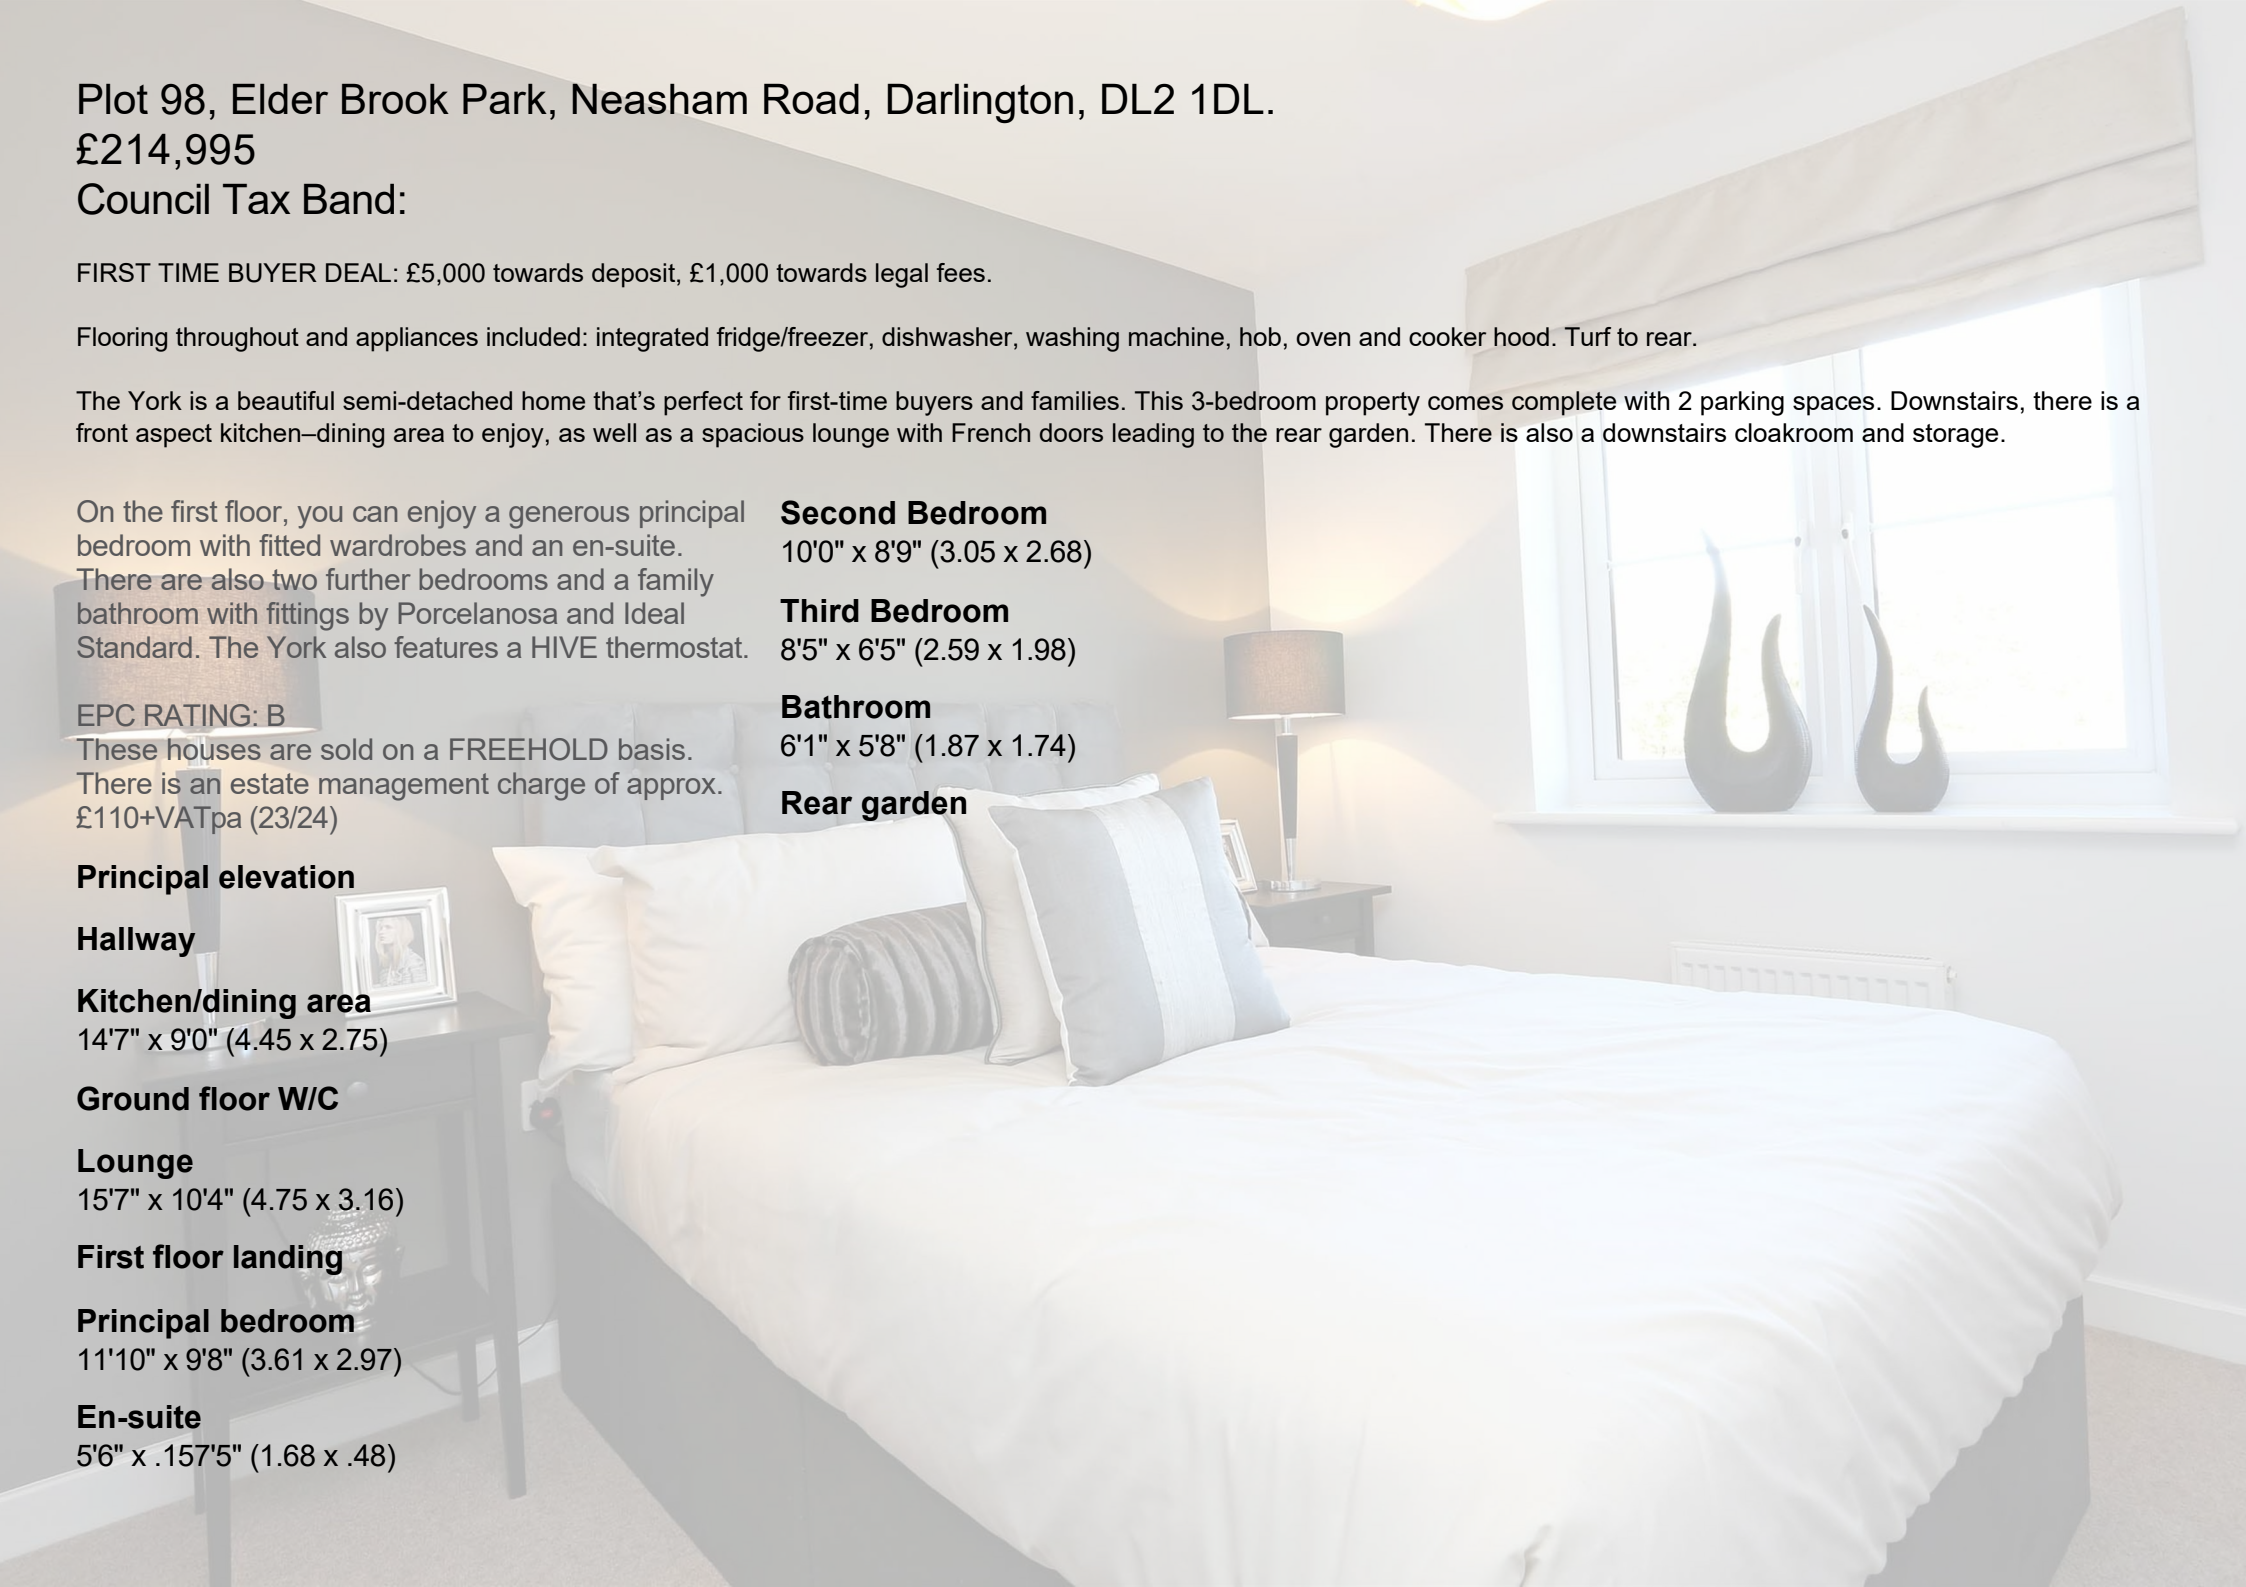 Plot 98, Elder Brook Park, Neasham Road, Darlington, DL2 1DL.
£214,995
Council Tax Band:
FIRST TIME BUYER DEAL: £5,000 towards deposit, £1,000 towards legal fees.
Flooring throughout and appliances included: integrated fridge/freezer, dishwasher, washing machine, hob, oven and cooker hood. Turf to rear.
The York is a beautiful semi-detached home that’s perfect for first-time buyers and families. This 3-bedroom property comes complete with 2 parking spaces. Downstairs, there is a
front aspect kitchen–dining area to enjoy, as well as a spacious lounge with French doors leading to the rear garden. There is also a downstairs cloakroom and storage.
On the first floor, you can enjoy a generous principal
bedroom with fitted wardrobes and an en-suite.
There are also two further bedrooms and a family
bathroom with fittings by Porcelanosa and Ideal
Standard. The York also features a HIVE thermostat.
EPC RATING: B
These houses are sold on a FREEHOLD basis.
There is an estate management charge of approx.
£110+VATpa (23/24)
Principal elevation
Hallway
Kitchen/dining area
14'7" x 9'0" (4.45 x 2.75)
Ground floor W/C
Lounge
15'7" x 10'4" (4.75 x 3.16)
First floor landing
Principal bedroom
11'10" x 9'8" (3.61 x 2.97)
En-suite
5'6" x .157'5" (1.68 x .48)
Second Bedroom
10'0" x 8'9" (3.05 x 2.68)
Third Bedroom
8'5" x 6'5" (2.59 x 1.98)
Bathroom
6'1" x 5'8" (1.87 x 1.74)
Rear garden